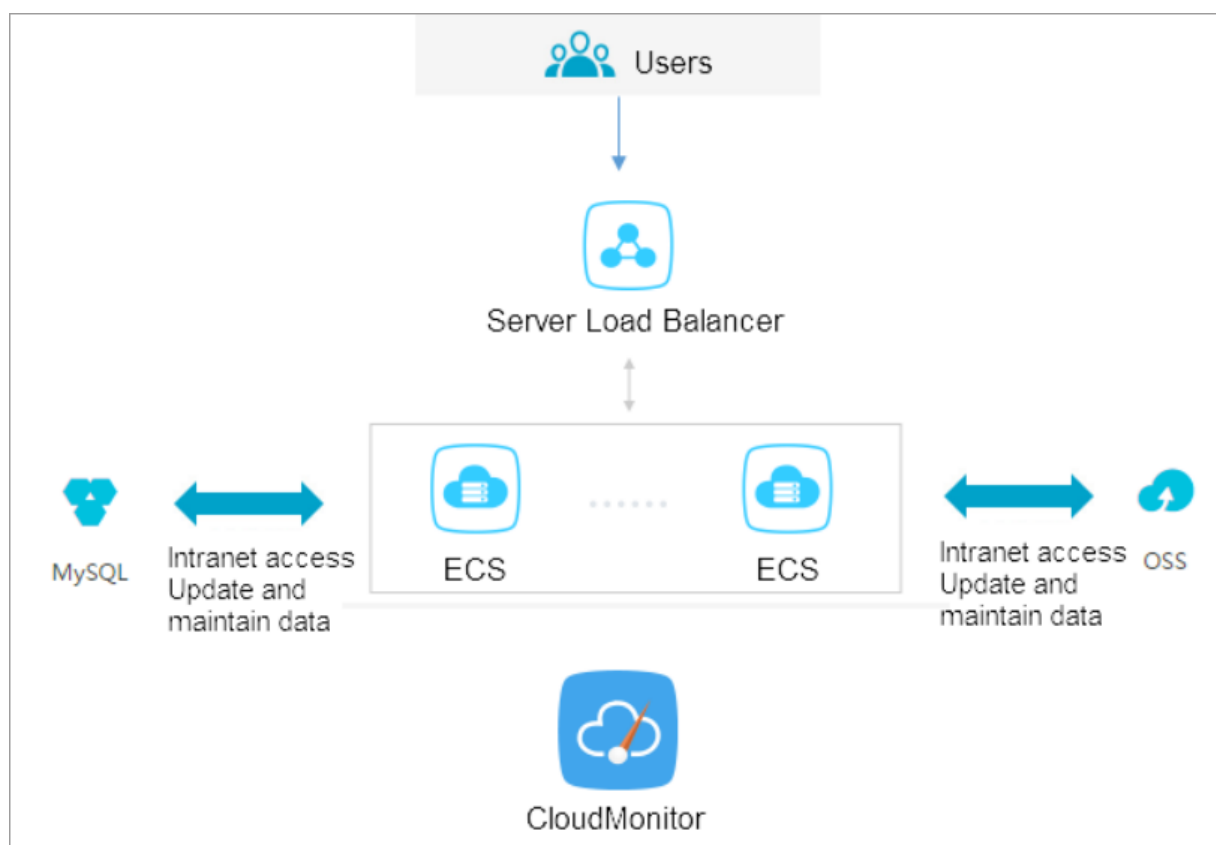 Users
Server Load Balancer
MySQL
Intranet access
Update and
maintain data
ECS
......
ECS
Intranet access
Update and
maintain data
OSS
CloudMonitor